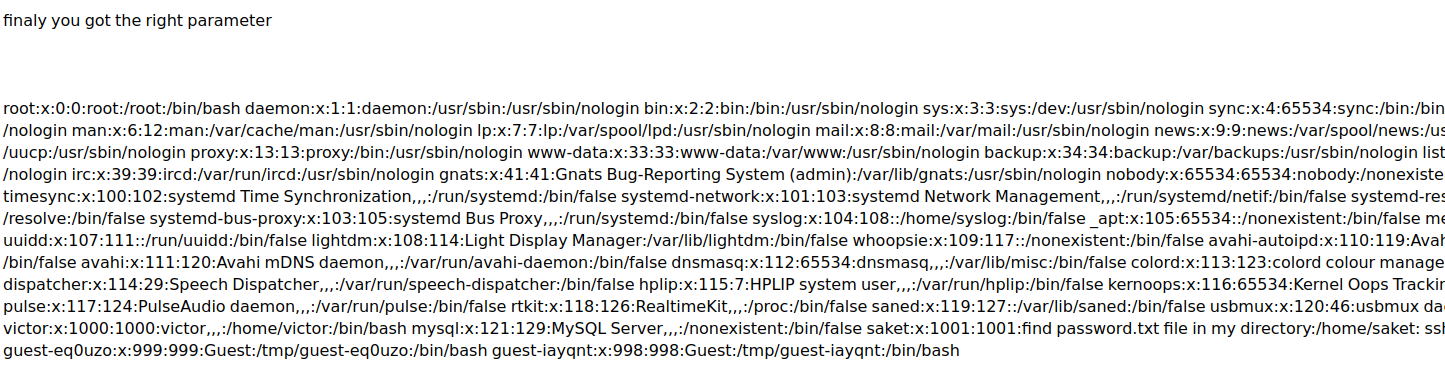 finaly you got the right parameter
root:x:0:0:root:/root:/bin/bash daemon:x:1:1:daemon:/usr/sbin:/usr/sbin/nologin bin:x:2:2:bin:/bin:/usr/sbin/nologin sys:x:3:3:sys:/dev:/usr/sbin/nologin sync:x:4:65534:sync:/bin:/bin
/nologin man:x:6:12:man:/var/cache/man:/usr/sbin/nologin lp:x:7:7:lp:/var/spool/lpd:/usr/sbin/nologin mail:x:8:8:mail:/var/mail:/usr/sbin/nologin news:x:9:9:news:/var/spool/news:/us
/uucp:/usr/sbin/nologin proxy:x:13:13:proxy:/bin:/usr/sbin/nologin www-data:x:33:33:www-data:/var/www:/usr/sbin/nologin backup:x:34:34:backup:/var/backups:/usr/sbin/nologin list
/nologin irc:x:39:39:ircd:/var/run/ircd:/usr/sbin/nologin gnats:x:41:41:Gnats Bug-Reporting System (admin):/var/lib/gnats:/usr/sbin/nologin nobody:x:65534:65534:nobody:/nonexiste
timesync:x:100:102:systemd Time Synchronization,,,:/run/systemd:/bin/false systemd-network:x:101:103:systemd Network Management,,,:/run/systemd/netif:/bin/false systemd-res
/resolve:/bin/false systemd-bus-proxy:x:103:105:systemd Bus Proxy,,,:/run/systemd:/bin/false syslog:x:104:108::/home/syslog:/bin/false _apt:x:105:65534::/nonexistent:/bin/false me
uuidd:x:107:111::/run/uuidd:/bin/false lightdm:x:108:114:Light Display Manager:/var/lib/lightdm:/bin/false whoopsie:x:109:117::/nonexistent:/bin/false avahi-autoipd:x:110:119:Avah
/bin/false avahi:x:111:120:Avahi mDNS daemon,,,:/var/run/avahi-daemon:/bin/false dnsmasq:x:112:65534:dnsmasq,,,:/var/lib/misc:/bin/false colord:x:113:123:colord colour manage
dispatcher:x:114:29:Speech Dispatcher,,,:/var/run/speech-dispatcher:/bin/false hplip:x:115:7:HPLIP system user,,,:/var/run/hplip:/bin/false kernoops:x:116:65534:Kernel Oops Trackin
pulse:x:117:124:PulseAudio daemon,,,:/var/run/pulse:/bin/false rtkit:x:118:126:RealtimeKit,,,:/proc:/bin/false saned:x:119:127::/var/lib/saned:/bin/false usbmux:x:120:46:usbmux da
victor:x:1000:1000:victor,,,:/home/victor:/bin/bash mysql:x:121:129:MySQL Server,,,:/nonexistent:/bin/false saket:x:1001:1001:find password.txt file in my directory:/home/saket: ssh
guest-eq0uzo:x:999:999:Guest:/tmp/guest-eq0uzo:/bin/bash guest-iayqnt:x:998:998:Guest:/tmp/guest-iayqnt:/bin/bash